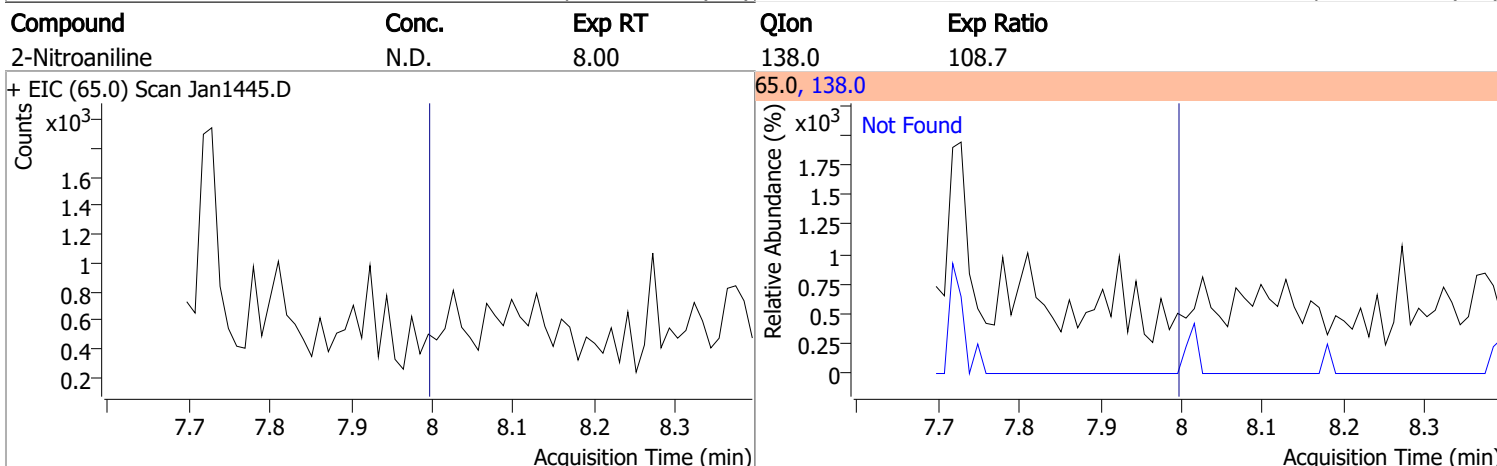 Compound Conc. Exp RT QIon Exp Ratio
2-Nitroaniline N.D. 8.00 138.0 108.7
+ EIC (65.0) Scan Jan1445.D
Counts
x10³
1.6
1.4
1.2
1
0.8
0.6
0.4
0.2
7.7 7.8 7.9 8 8.1 8.2 8.3
Acquisition Time (min)
65.0, 138.0
Relative Abundance (%)
x10³
Not Found
1.75
1.5
1.25
1
0.75
0.5
0.25
0
7.7 7.8 7.9 8 8.1 8.2 8.3
Acquisition Time (min)